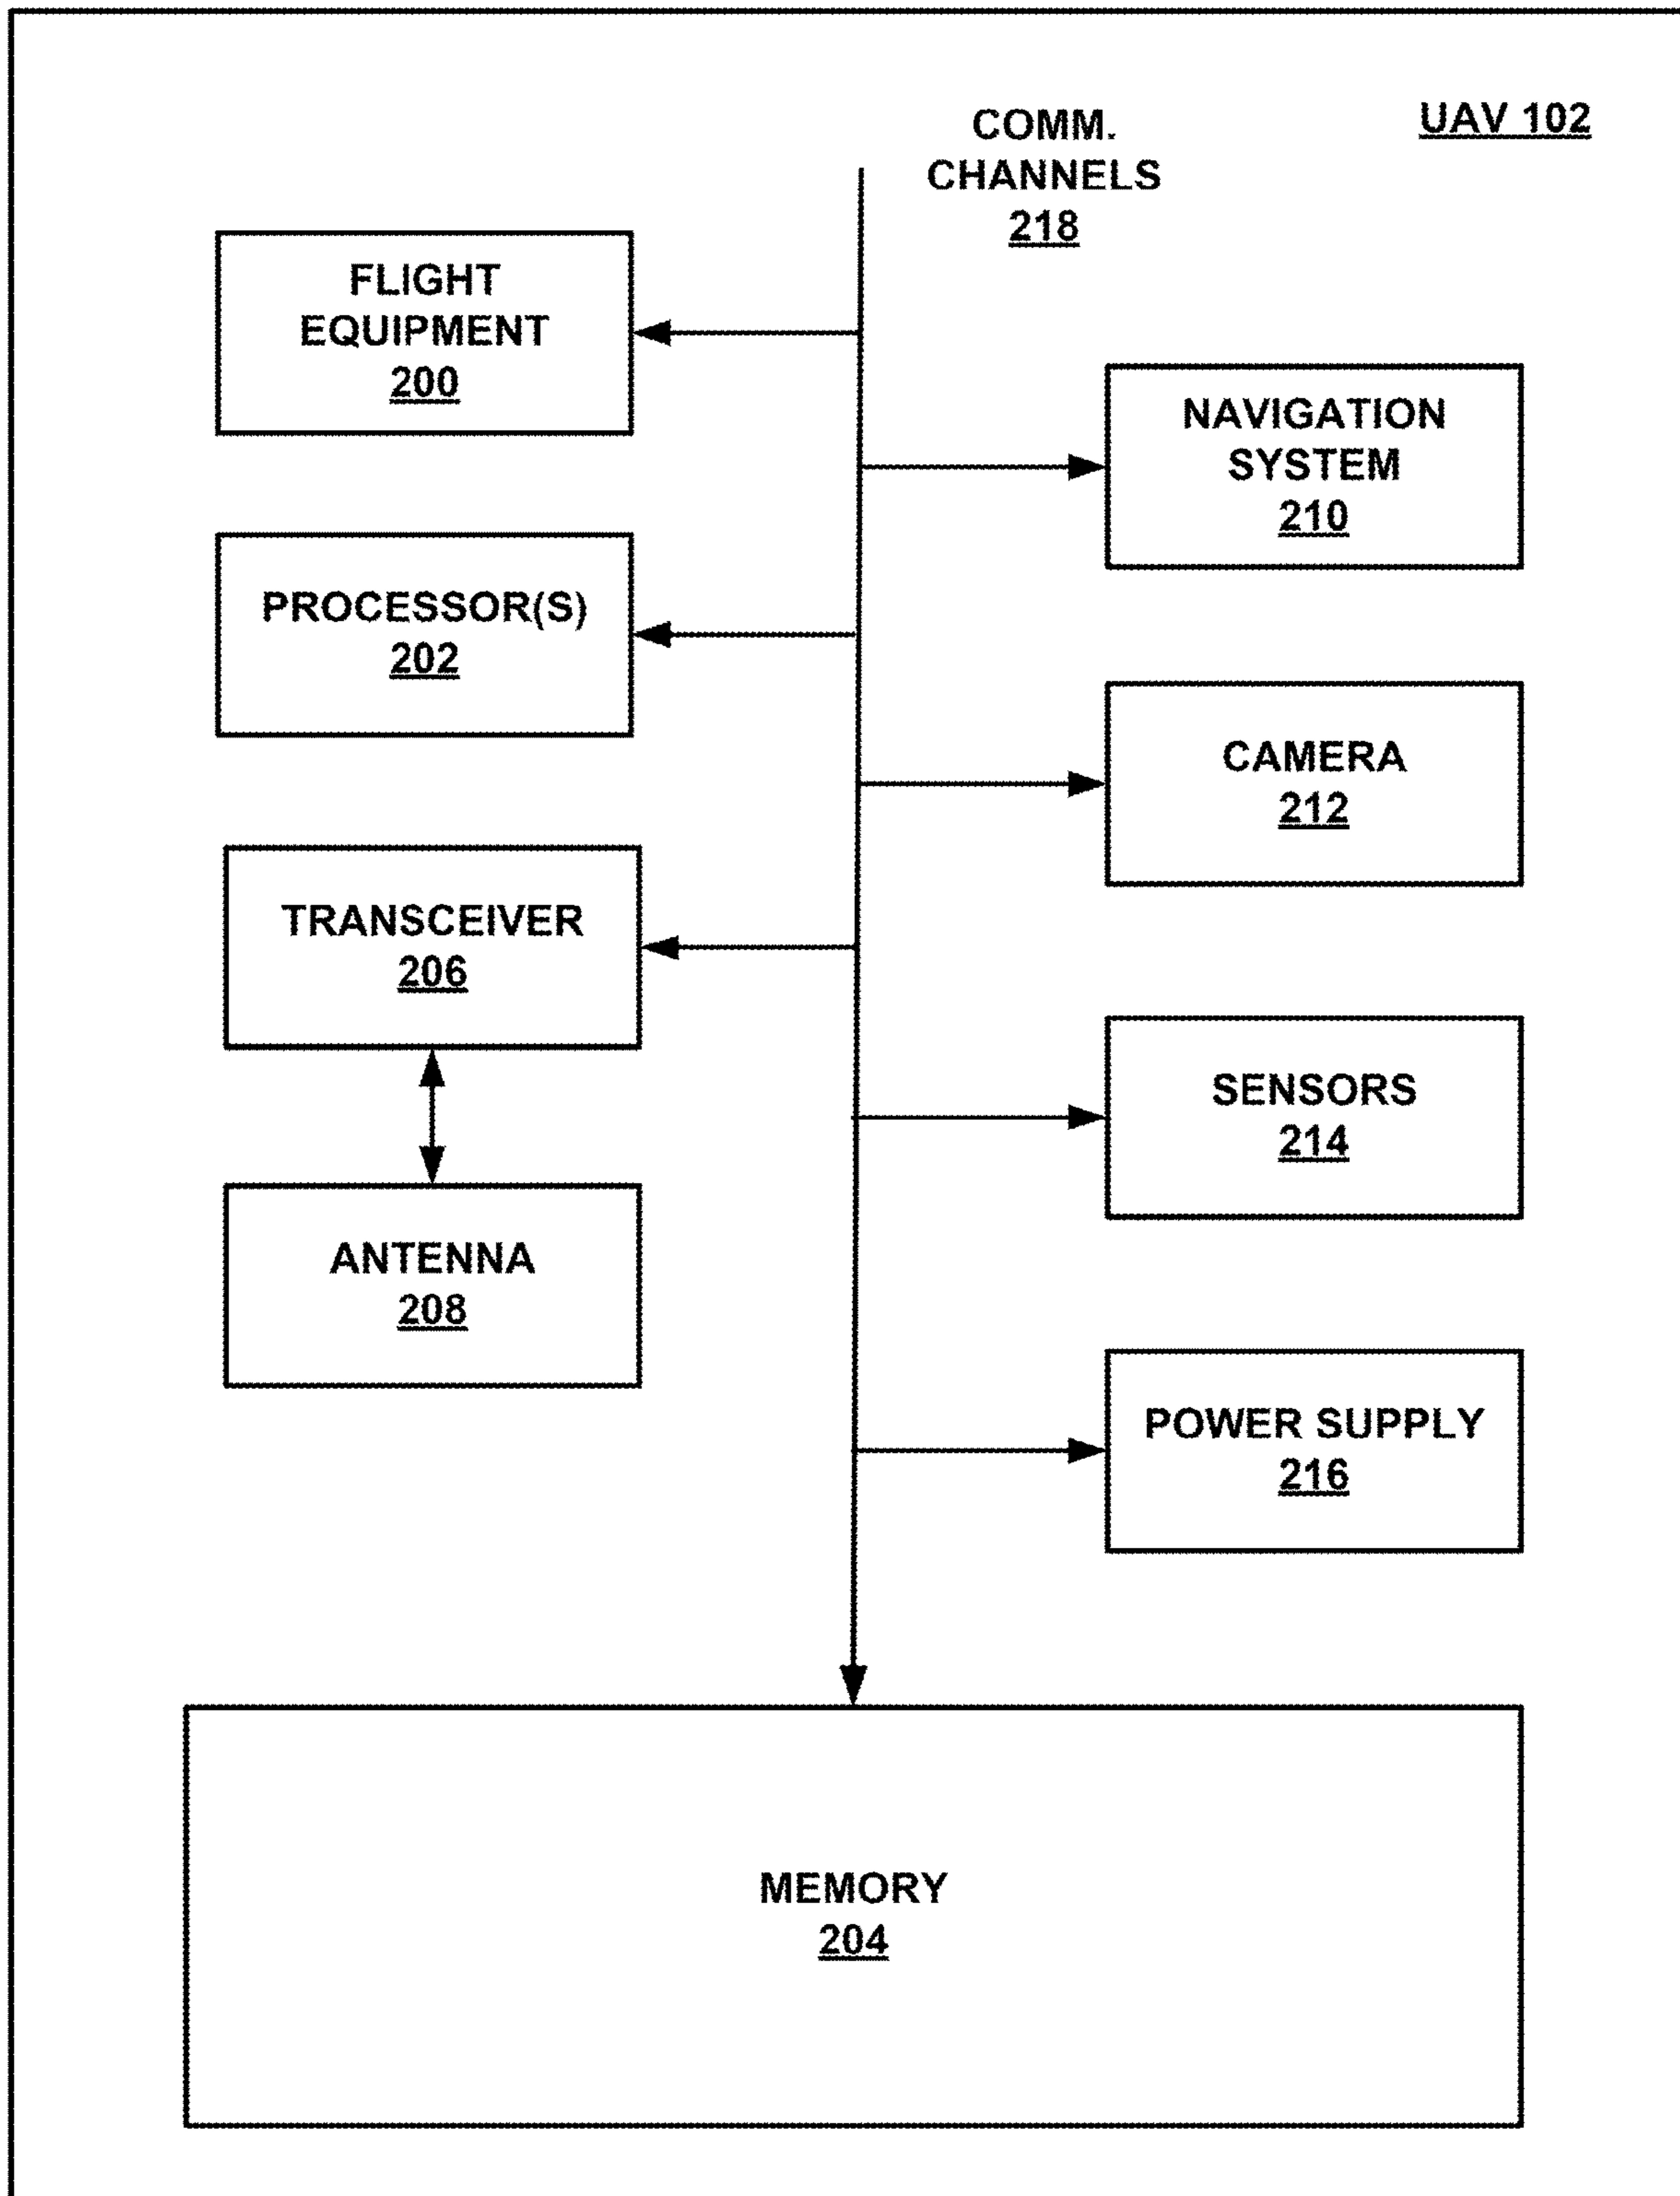 UAV 102
COMM.
CHANNELS
218
FLIGHT
EQUIPMENT
200
NAVIGATION
SYSTEM
210
PROCESSOR(S)
202
CAMERA
212
TRANSCEIVER
206
SENSORS
214
ANTENNA
208
POWER SUPPLY
216
MEMORY
204